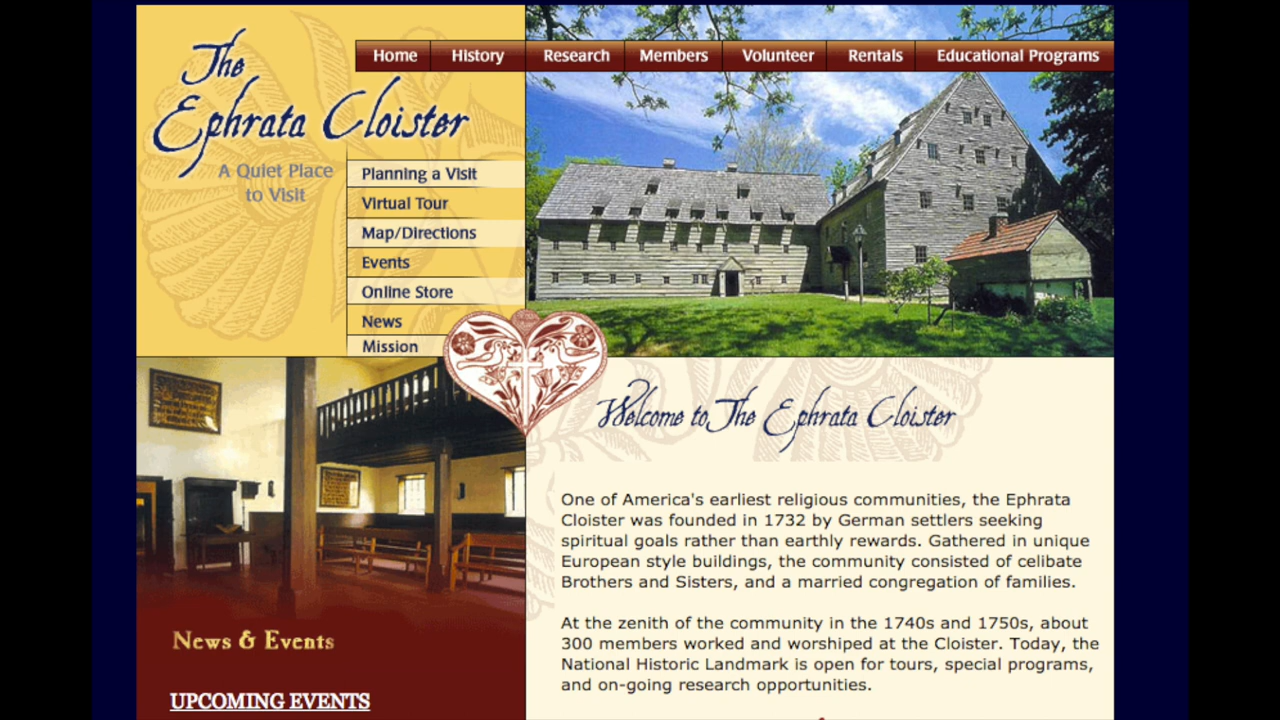 The
Ephrata Cloister
A Quiet Place
to Visit
Home
History
Research
Members
Volunteer
Rentals
Educational Programs
Planning a Visit
Virtual Tour
Map/Directions
Events
Online Store
News
Mission
Welcome to The Ephrata Cloister
One of America's earliest religious communities, the Ephrata
Cloister was founded in 1732 by German settlers seeking
spiritual goals rather than earthly rewards. Gathered in unique
European style buildings, the community consisted of celibate
Brothers and Sisters, and a married congregation of families.
At the zenith of the community in the 1740s and 1750s, about
300 members worked and worshiped at the Cloister. Today, the
National Historic Landmark is open for tours, special programs,
and on-going research opportunities.
News & Events
UPCOMING EVENTS